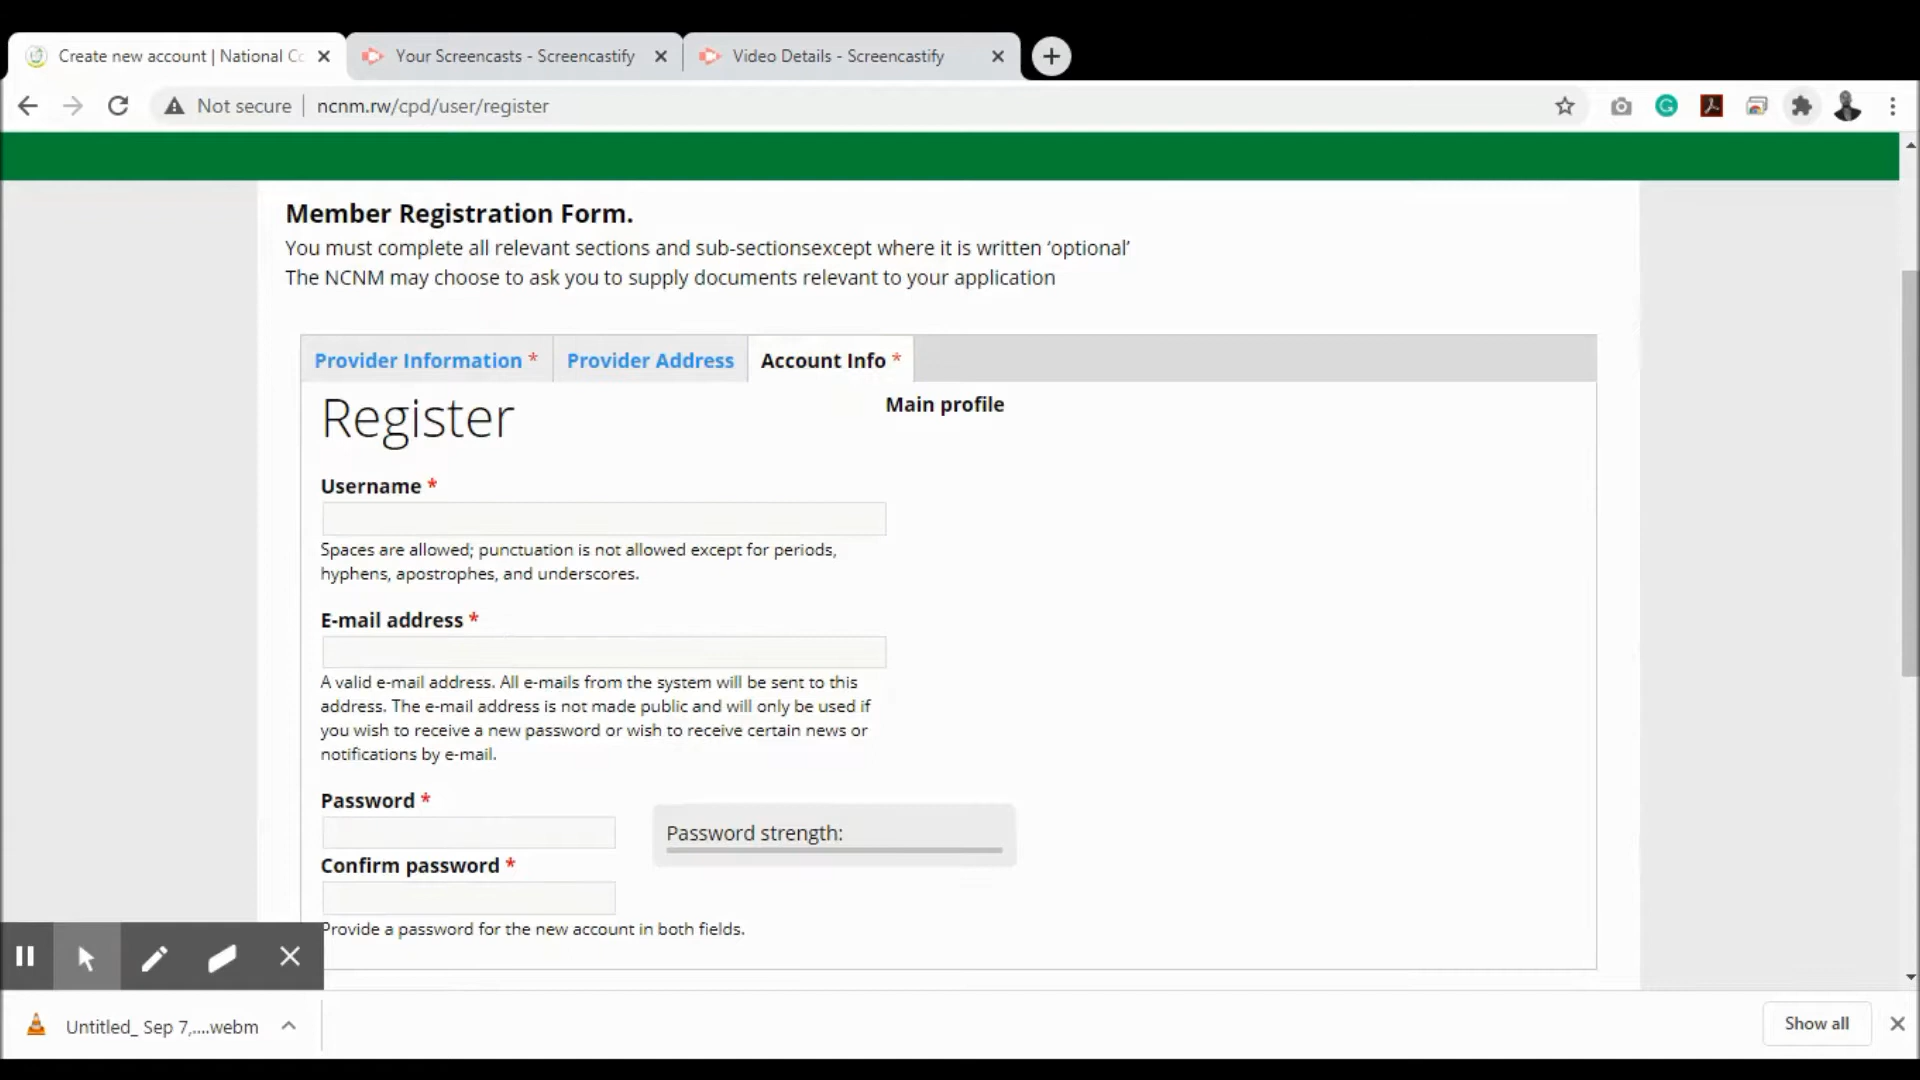 Create new account | National Co
Your Screencasts - Screencastify
Video Details - Screencastify
Not secure
ncnm.rw/cpd/user/register
Member Registration Form.
You must complete all relevant sections and sub-sectionsexcept where it is written ‘optional’
The NCNM may choose to ask you to supply documents relevant to your application
Provider Information *
Provider Address
Account Info *
Register
Main profile
Username *
Spaces are allowed; punctuation is not allowed except for periods,
hyphens, apostrophes, and underscores.
E-mail address *
A valid e-mail address. All e-mails from the system will be sent to this
address. The e-mail address is not made public and will only be used if
you wish to receive a new password or wish to receive certain news or
notifications by e-mail.
Password *
Password strength:
Confirm password *
Provide a password for the new account in both fields.
Untitled_ Sep 7,....webm
Show all